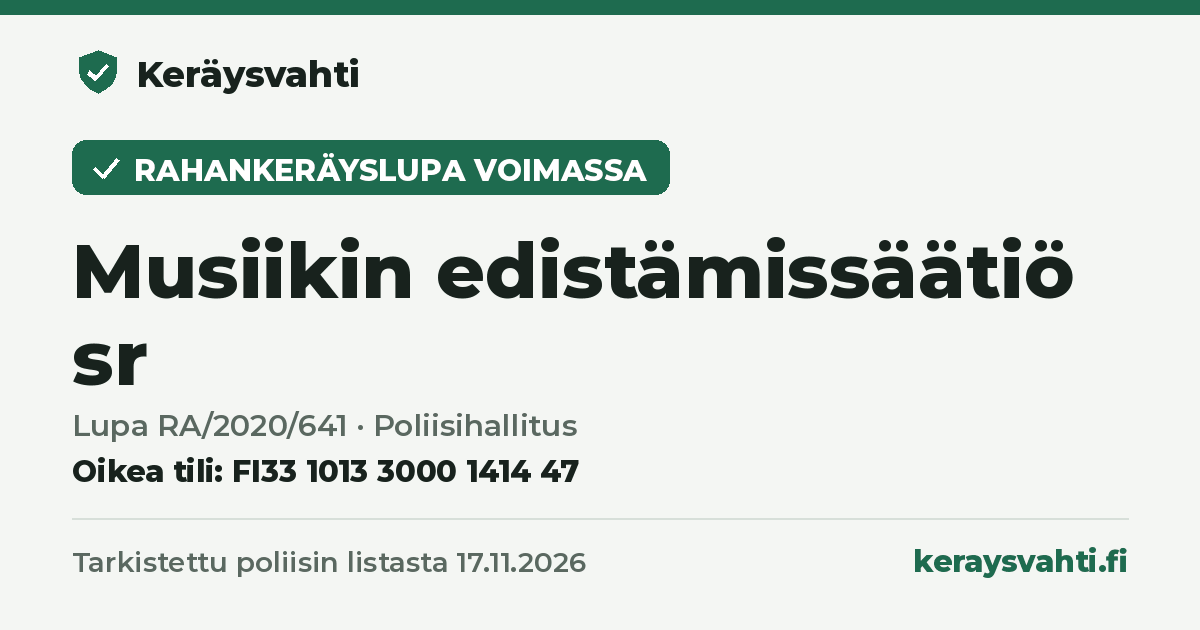 Keräysvahti
RAHANKERÄYSLUPA VOIMASSA
Musiikin edistämissäätiö
sr
Lupa RA/2020/641 · Poliisihallitus
Oikea tili: FI33 1013 3000 1414 47
Tarkistettu poliisin listasta 17.11.2026
keraysvahti.fi